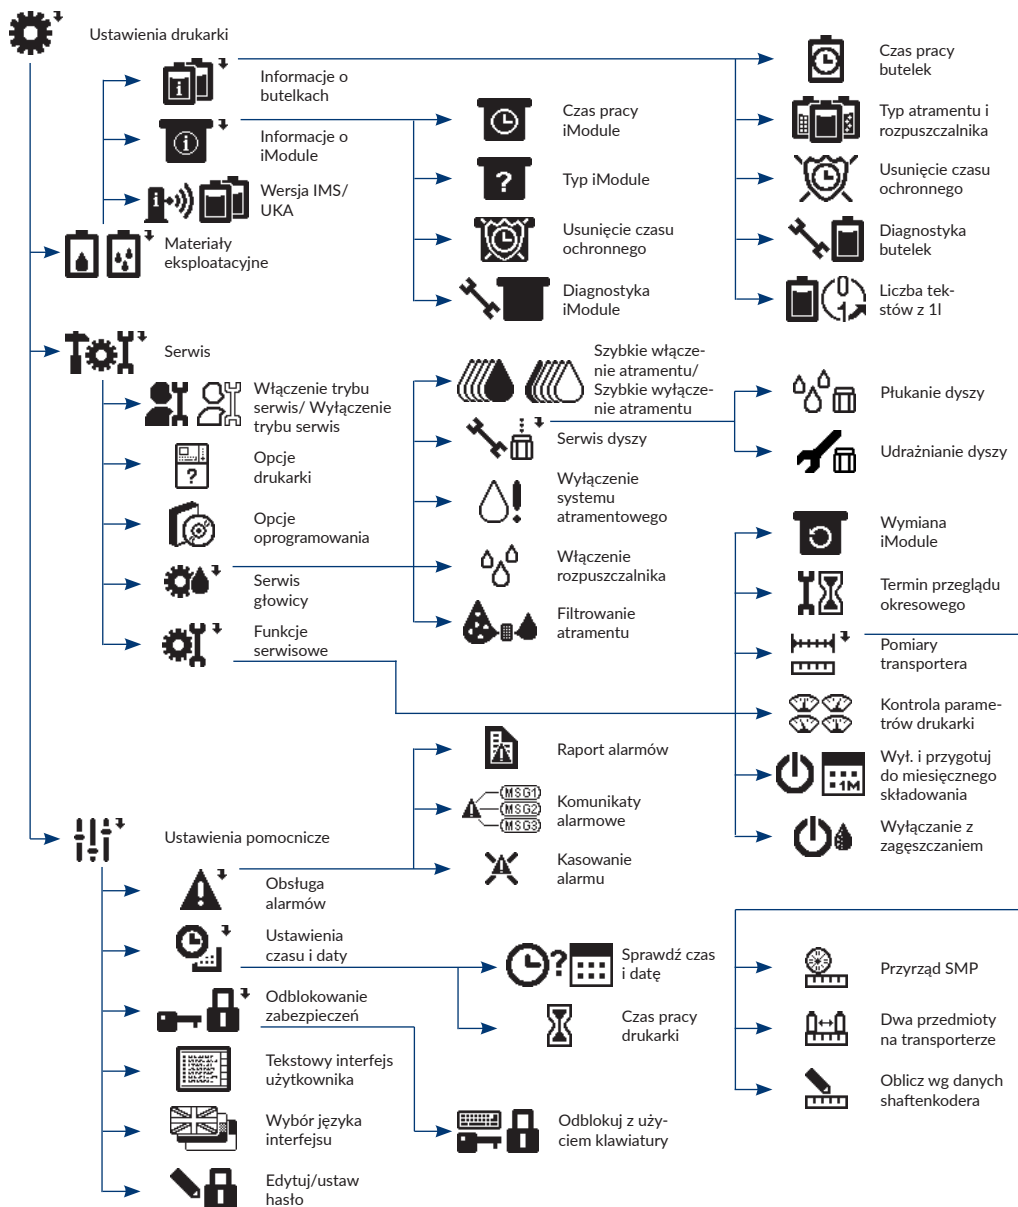 Ustawienia drukarki
Informacje o
butelkach
Informacje o
iModule
Wersja IMS/
UKA
Materiały
eksploatacyjne
Czas pracy
iModule
Typ iModule
Usunięcie czasu
ochronnego
Diagnostyka
iModule
Czas pracy
butelek
Typ atramentu i
rozpuszczalnika
Usunięcie czasu
ochronnego
Diagnostyka
butelek
Liczba tek-
stów z 1l
Serwis
Włączenie trybu
serwis/ Wyłączenie
trybu serwis
Opcje
drukarki
Opcje
oprogramowania
Serwis
głowicy
Funkcje
serwisowe
Szybkie włącze-
nie atramentu/
Szybkie wyłącze-
nie atramentu
Serwis dyszy
Wyłączenie
systemu
atramentowego
Włączenie
rozpuszczalnika
Filtrowanie
atramentu
Płukanie dyszy
Udrażnianie dyszy
Wymiana
iModule
Termin przeglądu
okresowego
Pomiary
transportera
Kontrola parame-
trów drukarki
1M
Wył. i przygotuj
do miesięcznego
składowania
Wyłączanie z
zagęszczaniem
Ustawienia pomocnicze
Obsługa
alarmów
Ustawienia
czasu i daty
Odblokowanie
zabezpieczeń
Tekstowy interfejs
użytkownika
Wybór języka
interfejsu
Edytuj/ustaw
hasło
Raport alarmów
MSG1
MSG2
MSG3
Komunikaty
alarmowe
Kasowanie
alarmu
Sprawdź czas
i datę
Czas pracy
drukarki
Odblokuj z uży-
ciem klawiatury
Przyrząd SMP
Dwa przedmioty
na transporterze
Oblicz wg danych
shaftenkodera